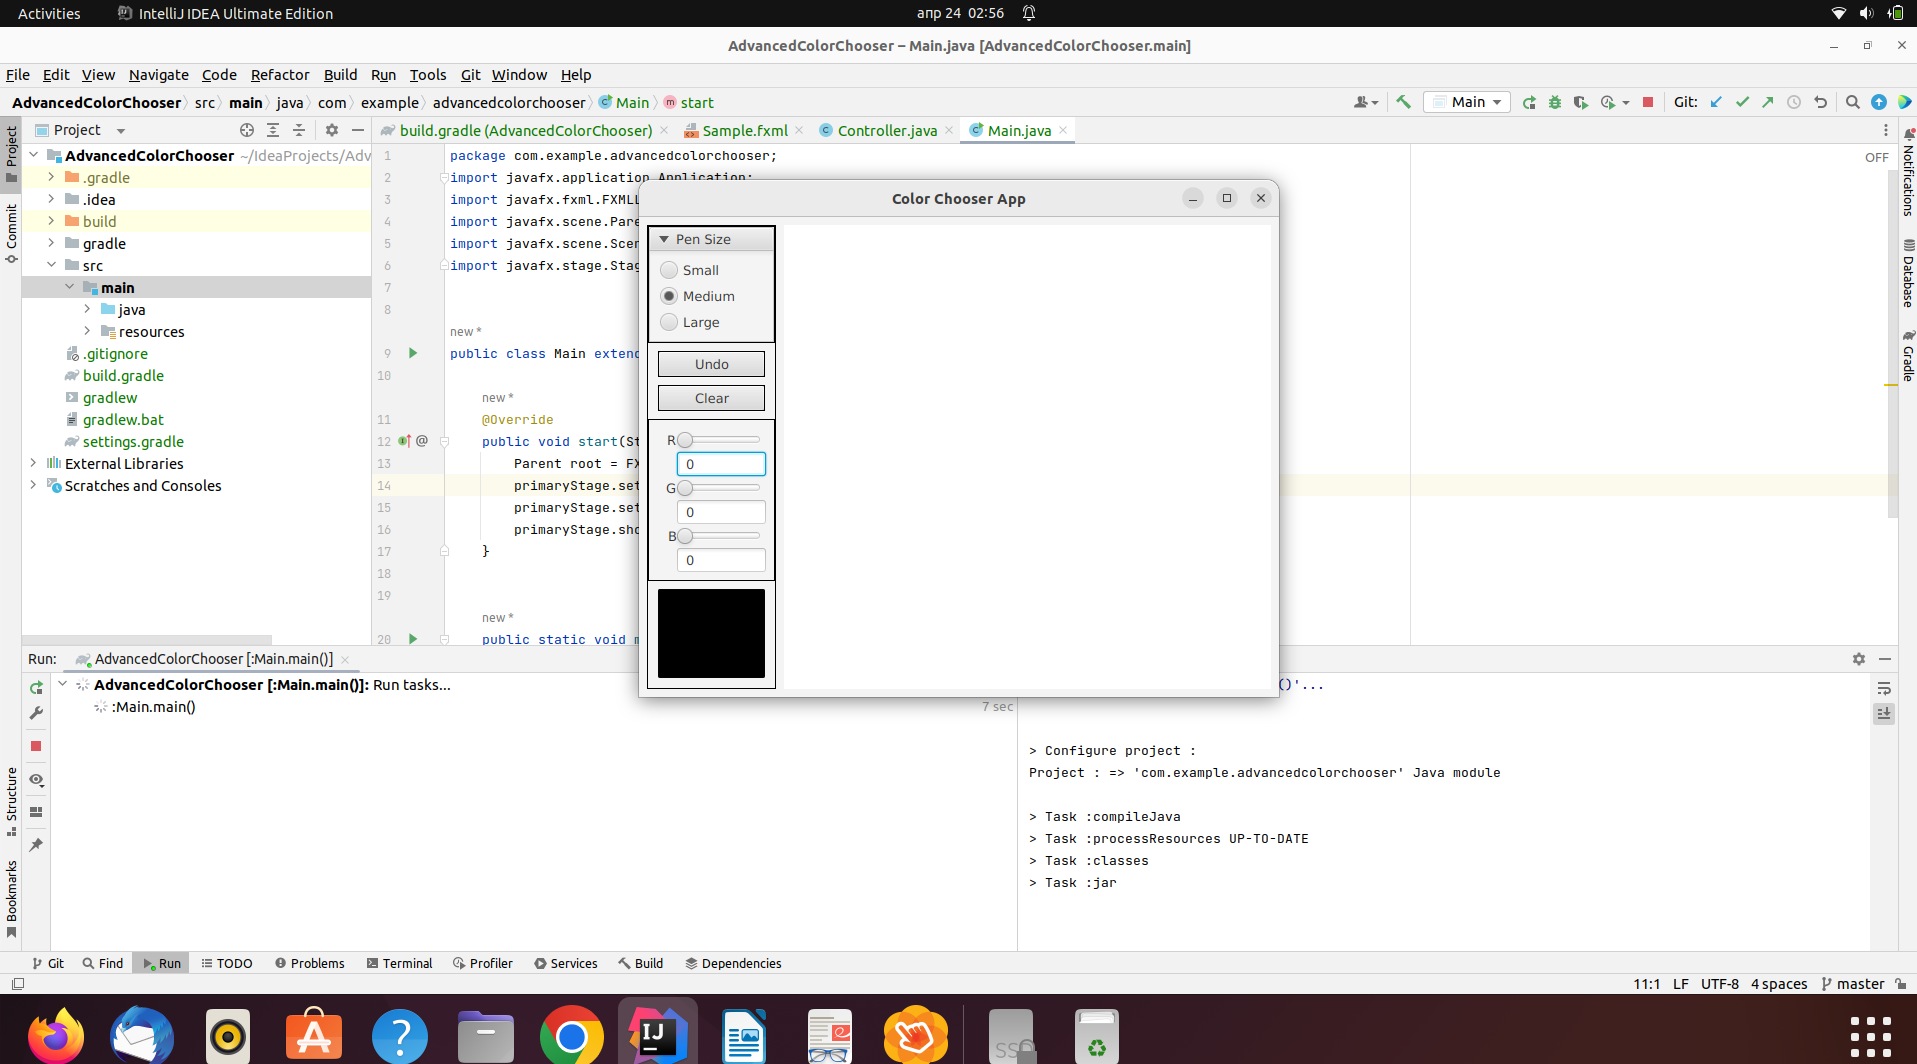 Activities
IntelliJ IDEA Ultimate Edition
апр 24 02:56
AdvancedColorChooser – Main.java [AdvancedColorChooser.main]
File Edit View Navigate Code Refactor Build Run Tools Git Window Help
AdvancedColorChooser src main java com example advancedcolorchooser Main start
Main
Git:
Project
build.gradle (AdvancedColorChooser)
Sample.fxml
Controller.java
Main.java
Project
Commit
Structure
Bookmarks
AdvancedColorChooser ~/IdeaProjects/Adv
.gradle
.idea
build
gradle
src
main
java
resources
.gitignore
build.gradle
gradlew
gradlew.bat
settings.gradle
External Libraries
Scratches and Consoles
OFF
1 package com.example.advancedcolorchooser;
2 import javafx.application.Application;
3 import javafx.fxml.FXMLL
4 import javafx.scene.Pare
5 import javafx.scene.Scen
6 import javafx.stage.Stag
7
8
new *
9 public class Main extend
10
new *
11 @Override
12 public void start(St
13 Parent root = FX
14 primaryStage.set
15 primaryStage.set
16 primaryStage.sho
17 }
18
19
new *
20 public static void m
Color Chooser App
Pen Size
Small
Medium
Large
Undo
Clear
R
0
G
0
B
0
Notifications
Database
Gradle
Run: AdvancedColorChooser [:Main.main()]
AdvancedColorChooser [:Main.main()]: Run tasks...
:Main.main()
7 sec
()'...
> Configure project :
Project : => 'com.example.advancedcolorchooser' Java module
> Task :compileJava
> Task :processResources UP-TO-DATE
> Task :classes
> Task :jar
Git Find Run TODO Problems Terminal Profiler Services Build Dependencies
11:1 LF UTF-8 4 spaces master
IJ
SSD